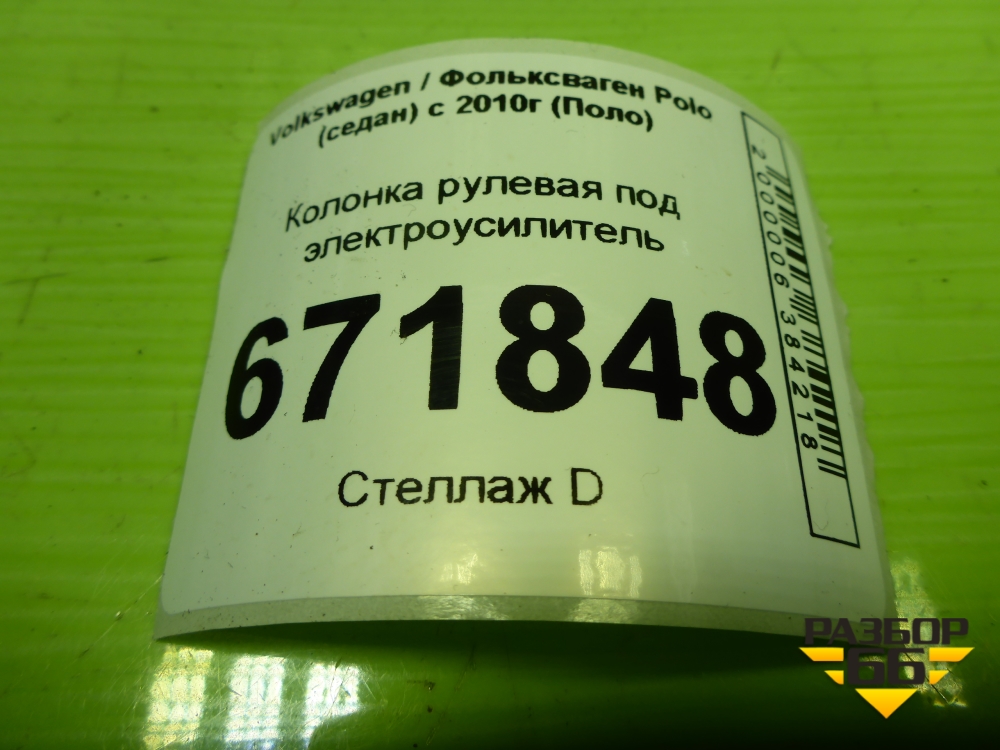 Volkswagen / Фольксваген Polo
(седан) с 2010г (Поло)
Колонка рулевая под
электроусилитель
671848
Стеллаж D
2000006384218
РАЗБОР
66